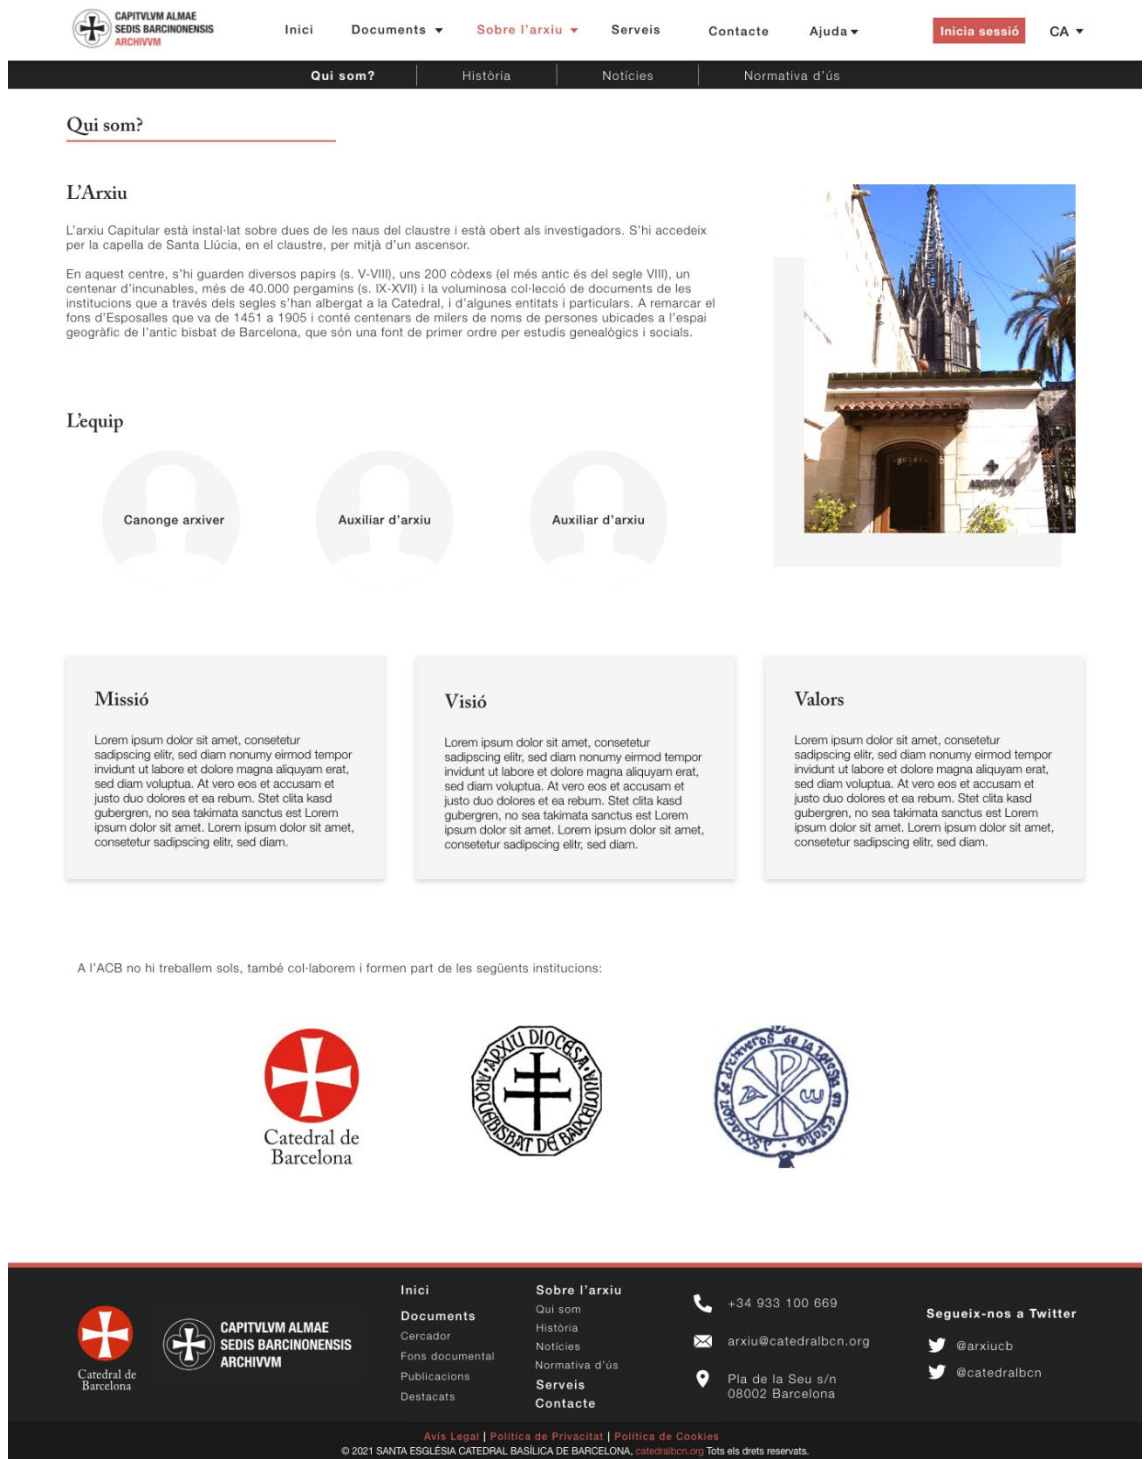 CAPITVLVM ALMAE
SEDIS BARCINONENSIS
ARCHIVVM
Inici
Documents
Sobre l'arxiu
Serveis
Contacte
Ajuda
Inicia sessió
CA
Qui som?
Història
Notícies
Normativa d'ús
Qui som?
L'Arxiu
L'arxiu Capitular està instal·lat sobre dues de les naus del claustre i està obert als investigadors. S'hi accedeix
per la capella de Santa Llúcia, en el claustre, per mitjà d'un ascensor.
En aquest centre, s'hi guarden diversos papirs (s. V-VIII), uns 200 còdexs (el més antic és del segle VIII), un
centenar d'incunables, més de 40.000 pergamins (s. IX-XVII) i la voluminosa col·lecció de documents de les
institucions que a través dels segles s'han albergat a la Catedral, i d'algunes entitats i particulars. A remarcar el
fons d'Esposalles que va de 1451 a 1905 i conté centenars de milers de noms de persones ubicades a l'espai
geogràfic de l'antic bisbat de Barcelona, que són una font de primer ordre per estudis genealògics i socials.
ARCHIVVM
L'equip
Canonge arxiver
Auxiliar d'arxiu
Auxiliar d'arxiu
Missió
Lorem ipsum dolor sit amet, consetetur
sadipscing elitr, sed diam nonumy eirmod tempor
invidunt ut labore et dolore magna aliquyam erat,
sed diam voluptua. At vero eos et accusam et
justo duo dolores et ea rebum. Stet clita kasd
gubergren, no sea takimata sanctus est Lorem
ipsum dolor sit amet. Lorem ipsum dolor sit amet,
consetetur sadipscing elitr, sed diam.
Visió
Lorem ipsum dolor sit amet, consetetur
sadipscing elitr, sed diam nonumy eirmod tempor
invidunt ut labore et dolore magna aliquyam erat,
sed diam voluptua. At vero eos et accusam et
justo duo dolores et ea rebum. Stet clita kasd
gubergren, no sea takimata sanctus est Lorem
ipsum dolor sit amet. Lorem ipsum dolor sit amet,
consetetur sadipscing elitr, sed diam.
Valors
Lorem ipsum dolor sit amet, consetetur
sadipscing elitr, sed diam nonumy eirmod tempor
invidunt ut labore et dolore magna aliquyam erat,
sed diam voluptua. At vero eos et accusam et
justo duo dolores et ea rebum. Stet clita kasd
gubergren, no sea takimata sanctus est Lorem
ipsum dolor sit amet. Lorem ipsum dolor sit amet,
consetetur sadipscing elitr, sed diam.
A l'ACB no hi treballem sols, també col·laborem i formen part de les següents institucions:
Catedral de
Barcelona
ARXIU DIOCESA
ARQUEBISBAT DE BARCELONA
Asociación de archiveros de la Iglesia en España
Catedral de
Barcelona
CAPITVLVM ALMAE
SEDIS BARCINONENSIS
ARCHIVVM
Inici
Documents
Cercador
Fons documental
Publicacions
Destacats
Sobre l'arxiu
Qui som
Història
Notícies
Normativa d'ús
Serveis
Contacte
+34 933 100 669
arxiu@catedralbcn.org
Pla de la Seu s/n
08002 Barcelona
Segueix-nos a Twitter
@arxiucb
@catedralbcn
Avís Legal | Política de Privacitat | Política de Cookies
© 2021 SANTA ESGLÉSIA CATEDRAL BASÍLICA DE BARCELONA, catedralbcn.org Tots els drets reservats.